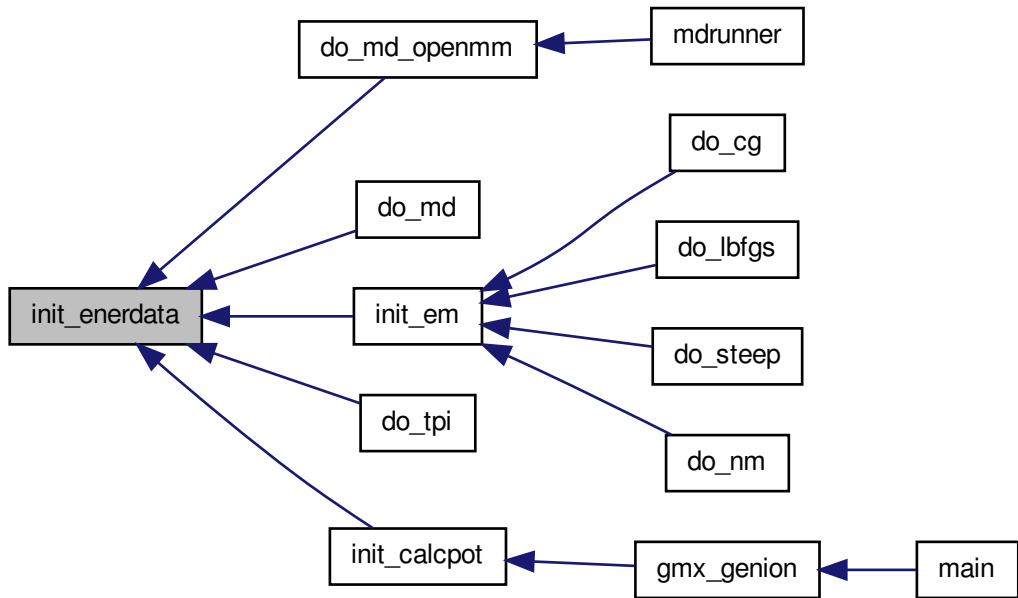 do_md_openmm
mdrunner
do_cg
do_md
do_lbfgs
init_enerdata
init_em
do_steep
do_tpi
do_nm
init_calcpot
gmx_genion
main